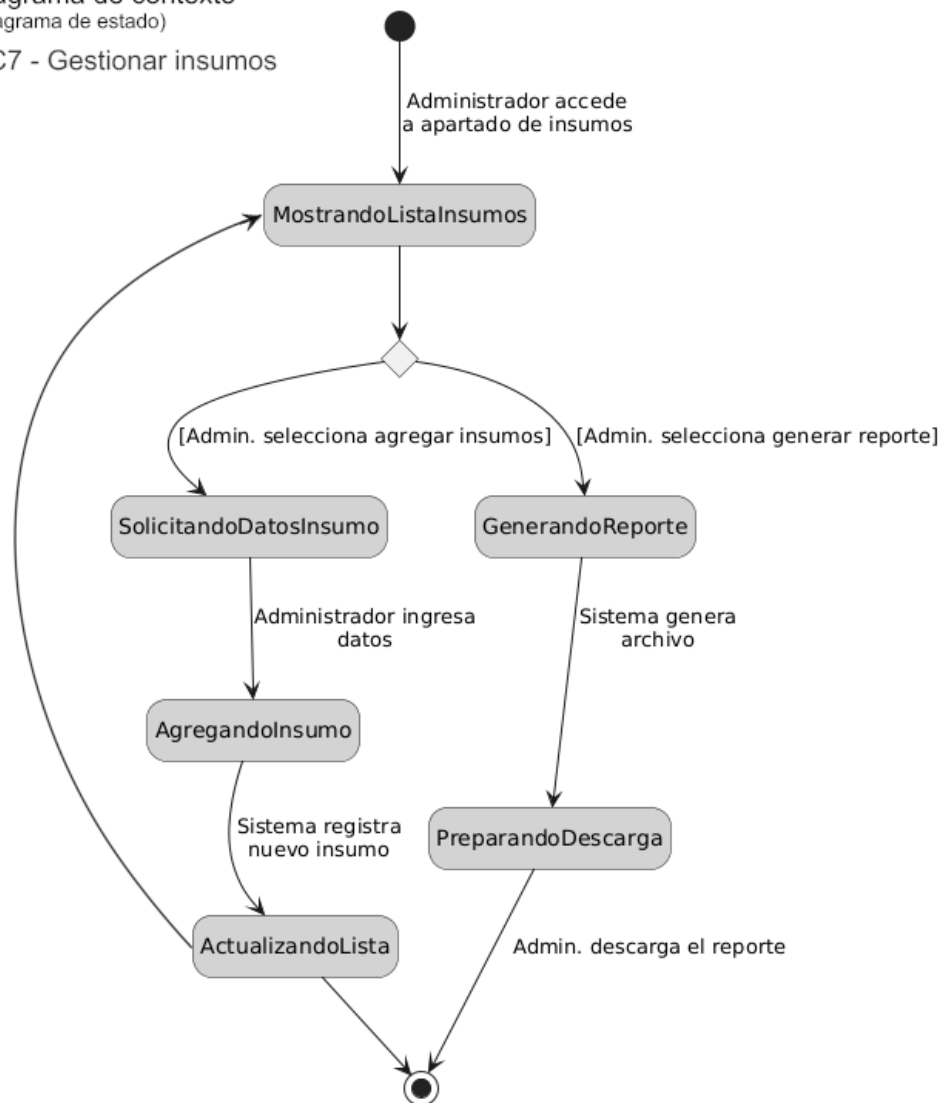 agrama de contexto
agrama de estado)
C7 - Gestionar insumos
Administrador accede
a apartado de insumos
MostrandoListaInsumos
[Admin. selecciona agregar insumos]
[Admin. selecciona generar reporte]
SolicitandoDatosInsumo
GenerandoReporte
Administrador ingresa
datos
Sistema genera
archivo
AgregandoInsumo
Sistema registra
nuevo insumo
PreparandoDescarga
ActualizandoLista
Admin. descarga el reporte